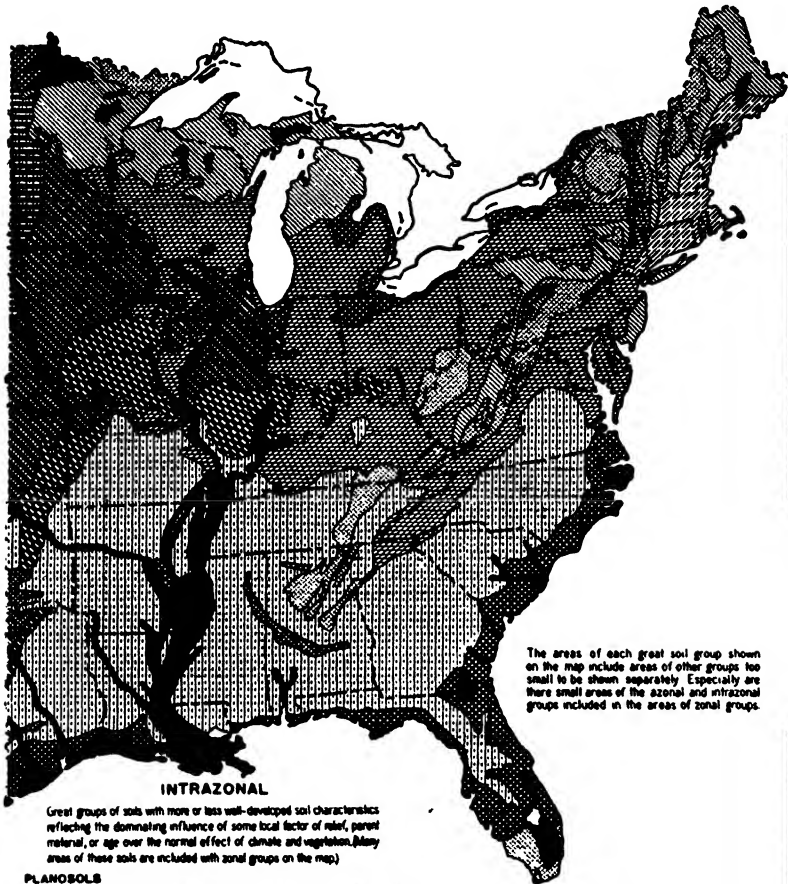 The areas of each great soil group shown
on the map include areas of other groups too
small to be shown separately. Especially are
there small areas of the azonal and intrazonal
groups included in the areas of zonal groups.
INTRAZONAL
Great groups of soils with more or less well-developed soil characteristics
reflecting the dominating influence of some local factor of relief, parent
material, or age over the normal effect of climate and vegetation.(Many
areas of these soils are included with zonal groups on the map.)
PLANOSOLS